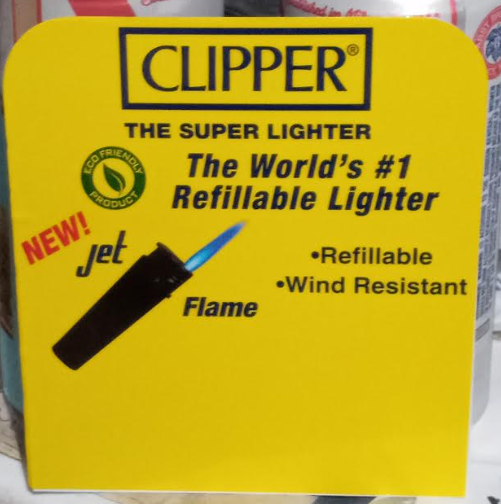 CLIPPER®
THE SUPER LIGHTER
ECO FRIENDLY
PRODUCT
The World's #1
Refillable Lighter
NEW!
Jet
Flame
•Refillable
•Wind Resistant